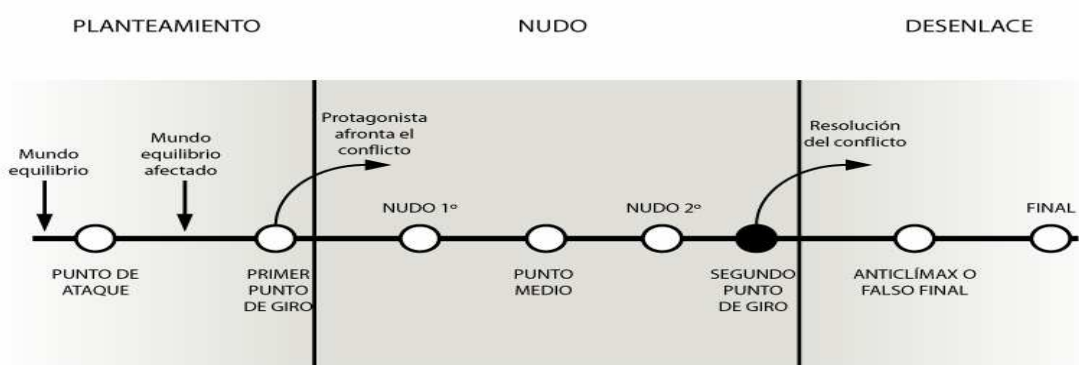 PLANTEAMIENTO
NUDO
DESENLACE
Mundo
equilibrio
Mundo
equilibrio
afectado
Protagonista
afronta el
conflicto
Resolución
del conflicto
NUDO 1º
NUDO 2º
FINAL
PUNTO DE
ATAQUE
PRIMER
PUNTO
DE GIRO
PUNTO
MEDIO
SEGUNDO
PUNTO
DE GIRO
ANTICLÍMAX O
FALSO FINAL